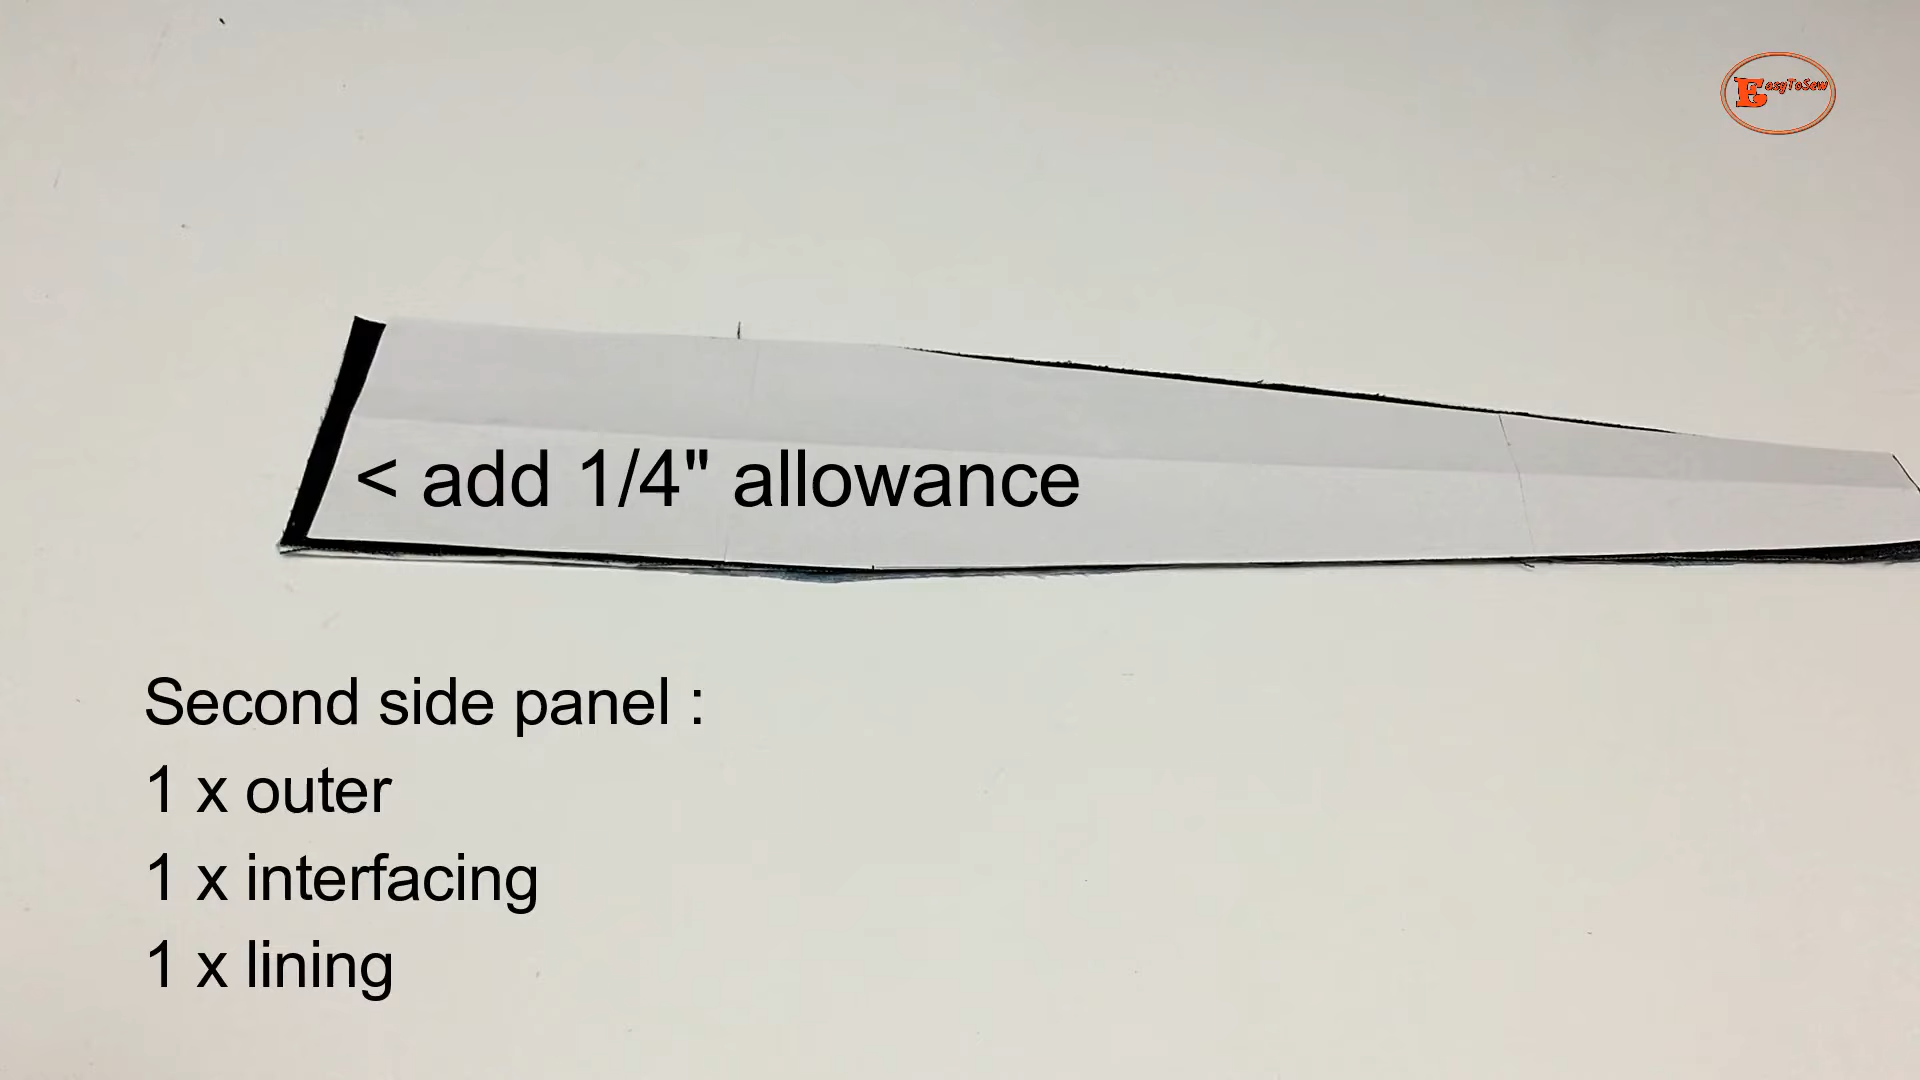 EasyToSew
< add 1/4" allowance
Second side panel :
1 x outer
1 x interfacing
1 x lining